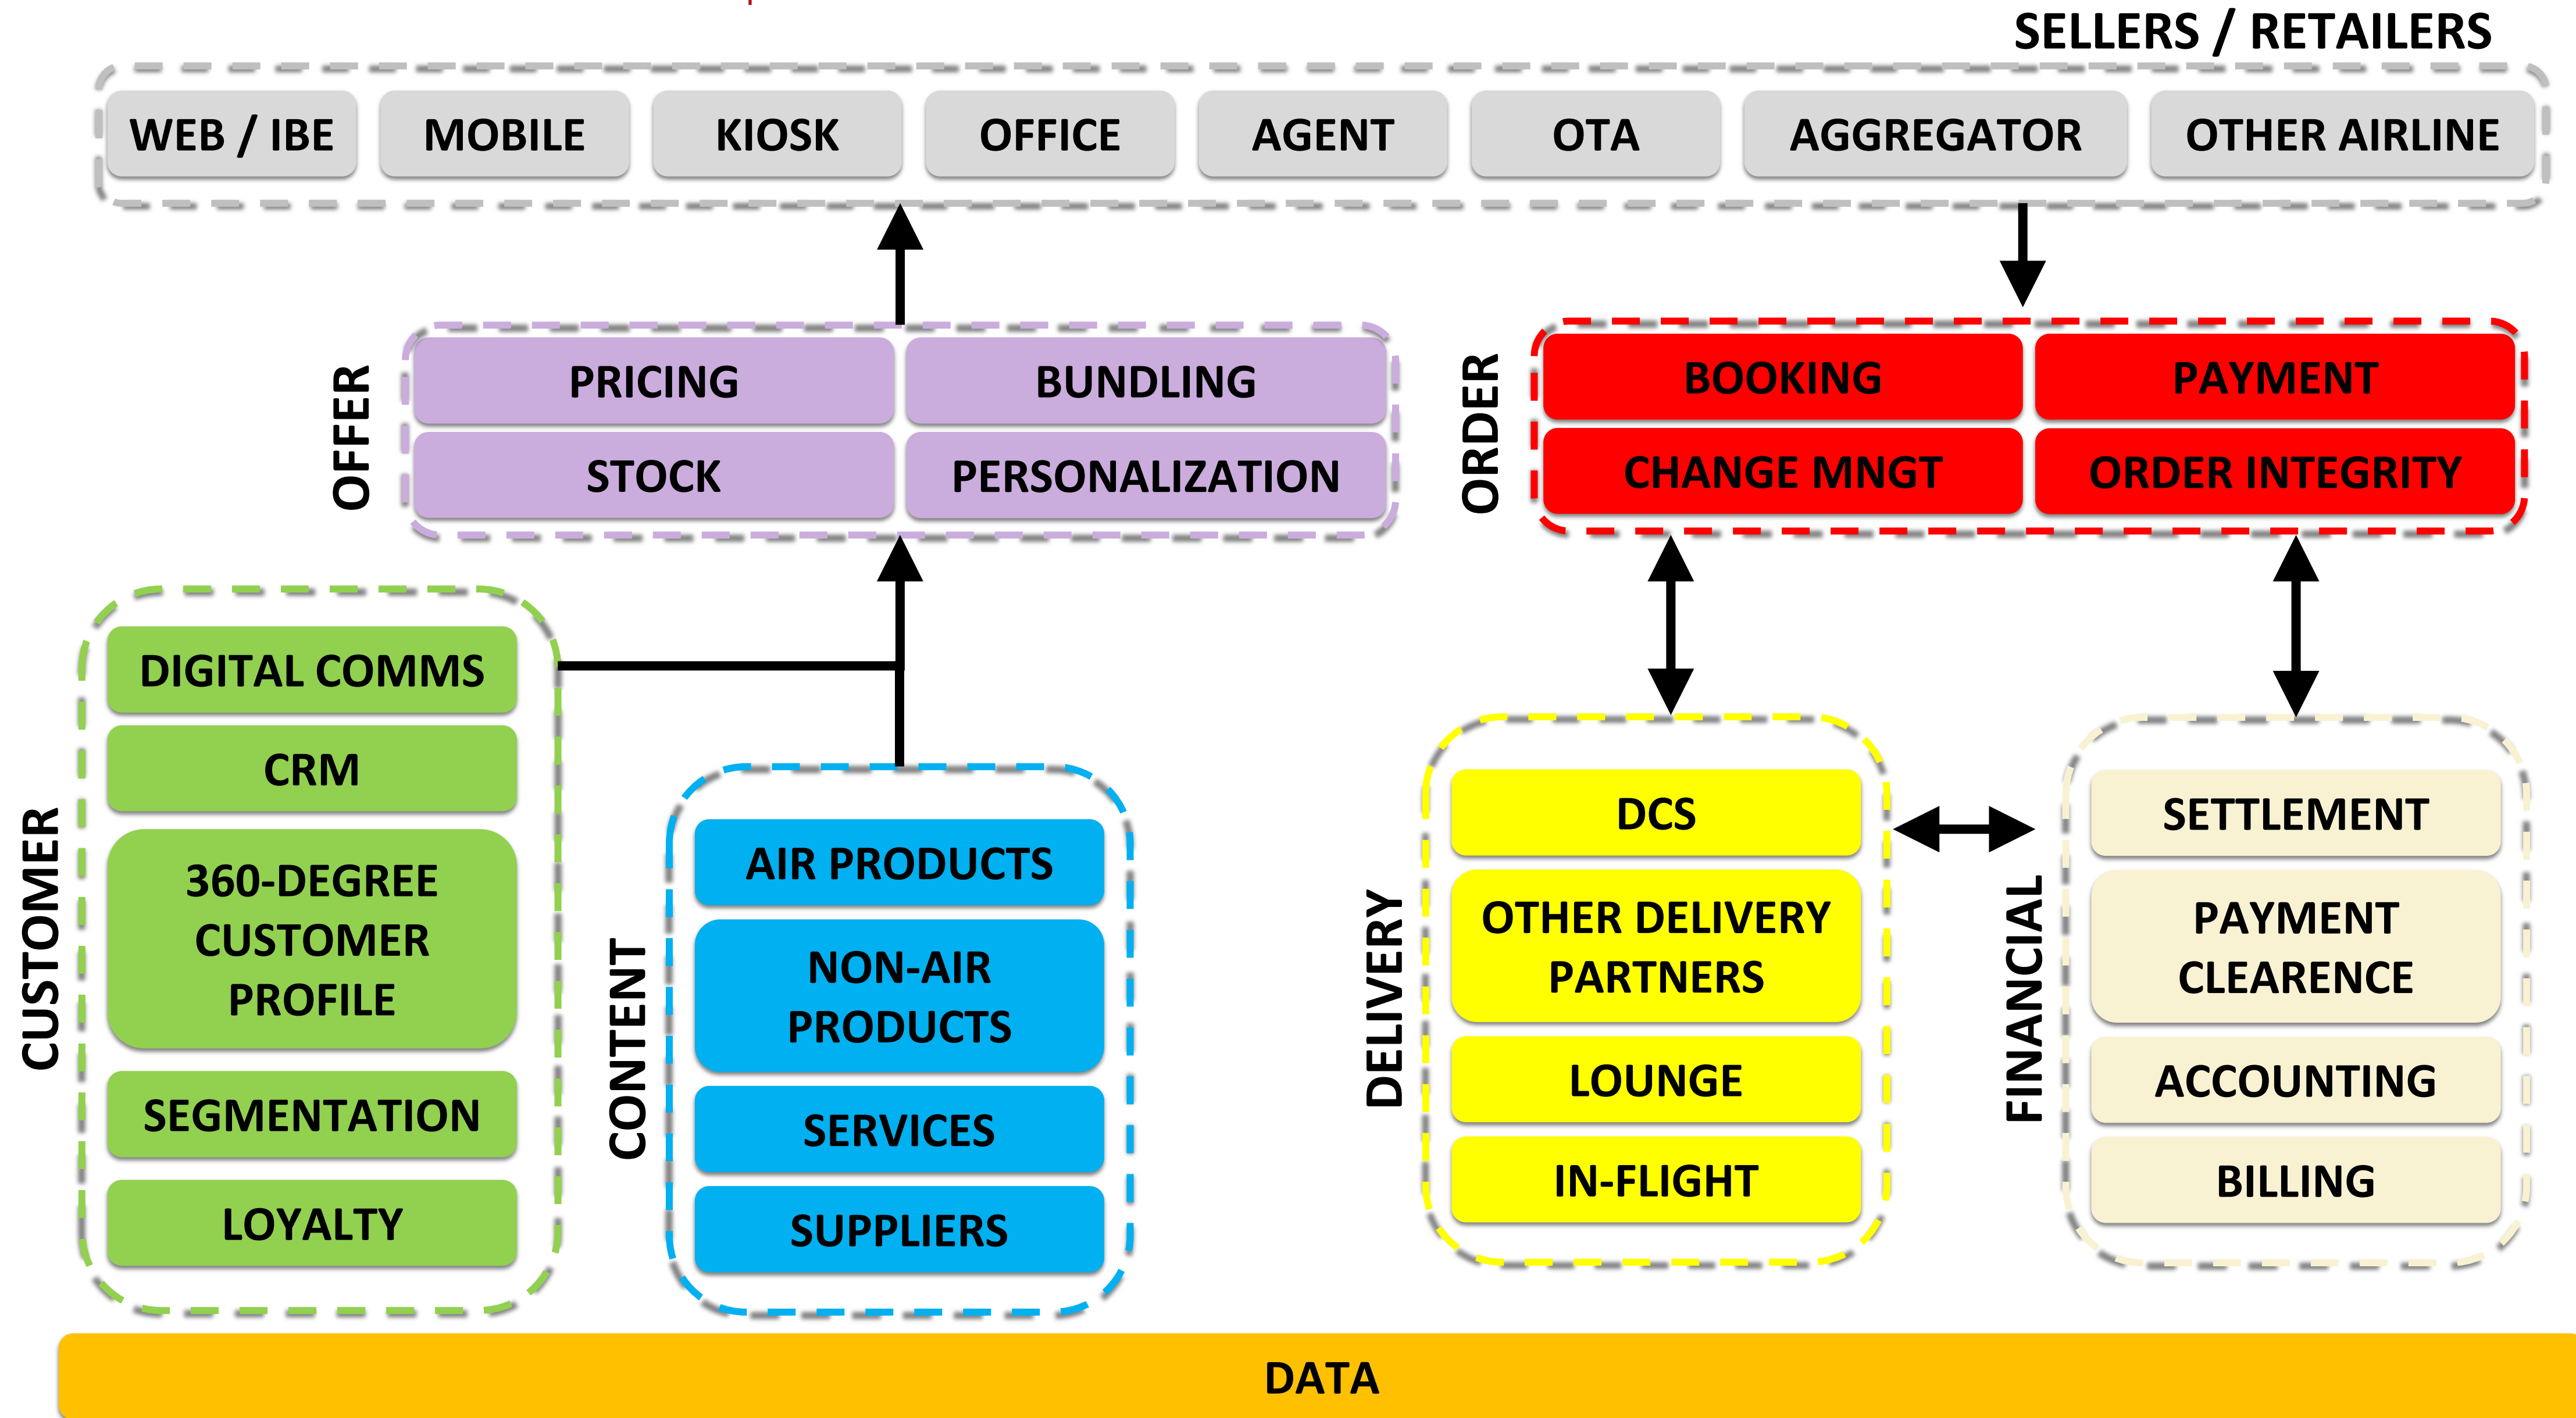 SELLERS / RETAILERS
WEB / IBE
MOBILE
KIOSK
OFFICE
AGENT
OTA
AGGREGATOR
OTHER AIRLINE
OFFER
PRICING
BUNDLING
STOCK
PERSONALIZATION
ORDER
BOOKING
PAYMENT
CHANGE MNGT
ORDER INTEGRITY
CUSTOMER
DIGITAL COMMS
CRM
360-DEGREE
CUSTOMER
PROFILE
SEGMENTATION
LOYALTY
CONTENT
AIR PRODUCTS
NON-AIR
PRODUCTS
SERVICES
SUPPLIERS
DELIVERY
DCS
OTHER DELIVERY
PARTNERS
LOUNGE
IN-FLIGHT
FINANCIAL
SETTLEMENT
PAYMENT
CLEARENCE
ACCOUNTING
BILLING
DATA